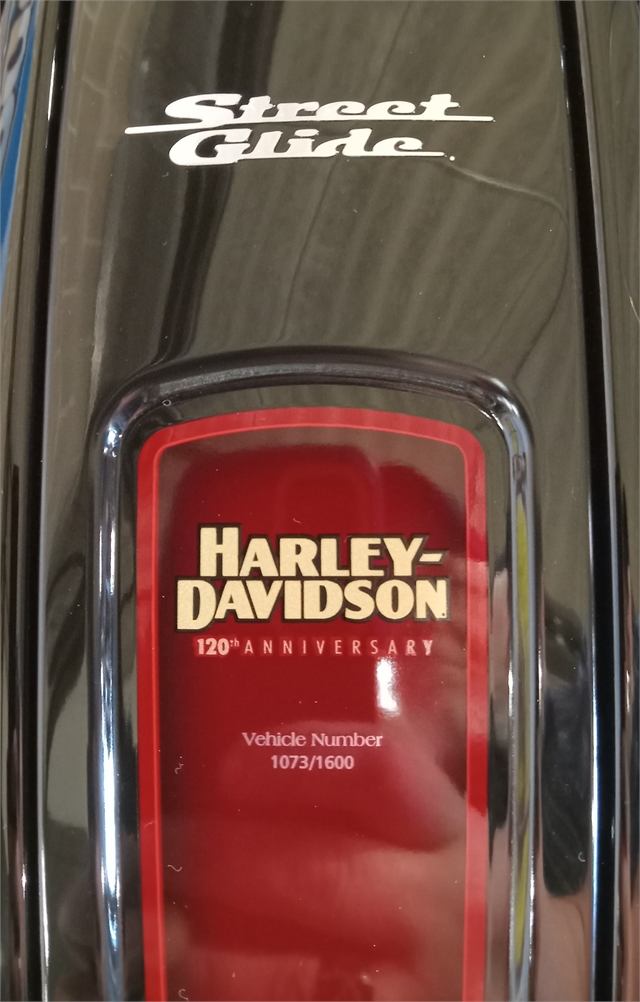 Street
Glide
HARLEY-
DAVIDSON
120th ANNIVERSARY
Vehicle Number
1073/1600